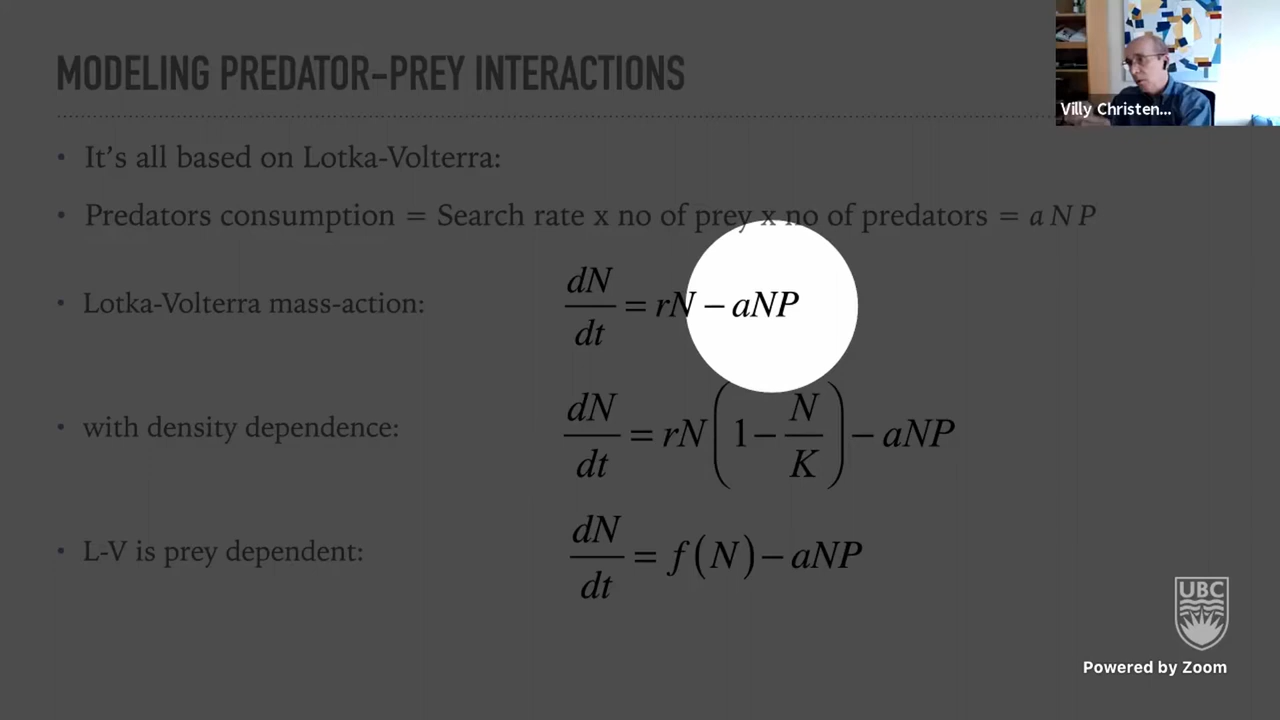 MODELING PREDATOR-PREY INTERACTIONS
Villy Christen...
• It's all based on Lotka-Volterra:
• Predators consumption = Search rate x no of prey x no of predators = a N P
• Lotka-Volterra mass-action: dN/dt = rN − aNP
• with density dependence: dN/dt = rN(1 − N/K) − aNP
• L-V is prey dependent: dN/dt = f(N) − aNP
UBC
Powered by Zoom